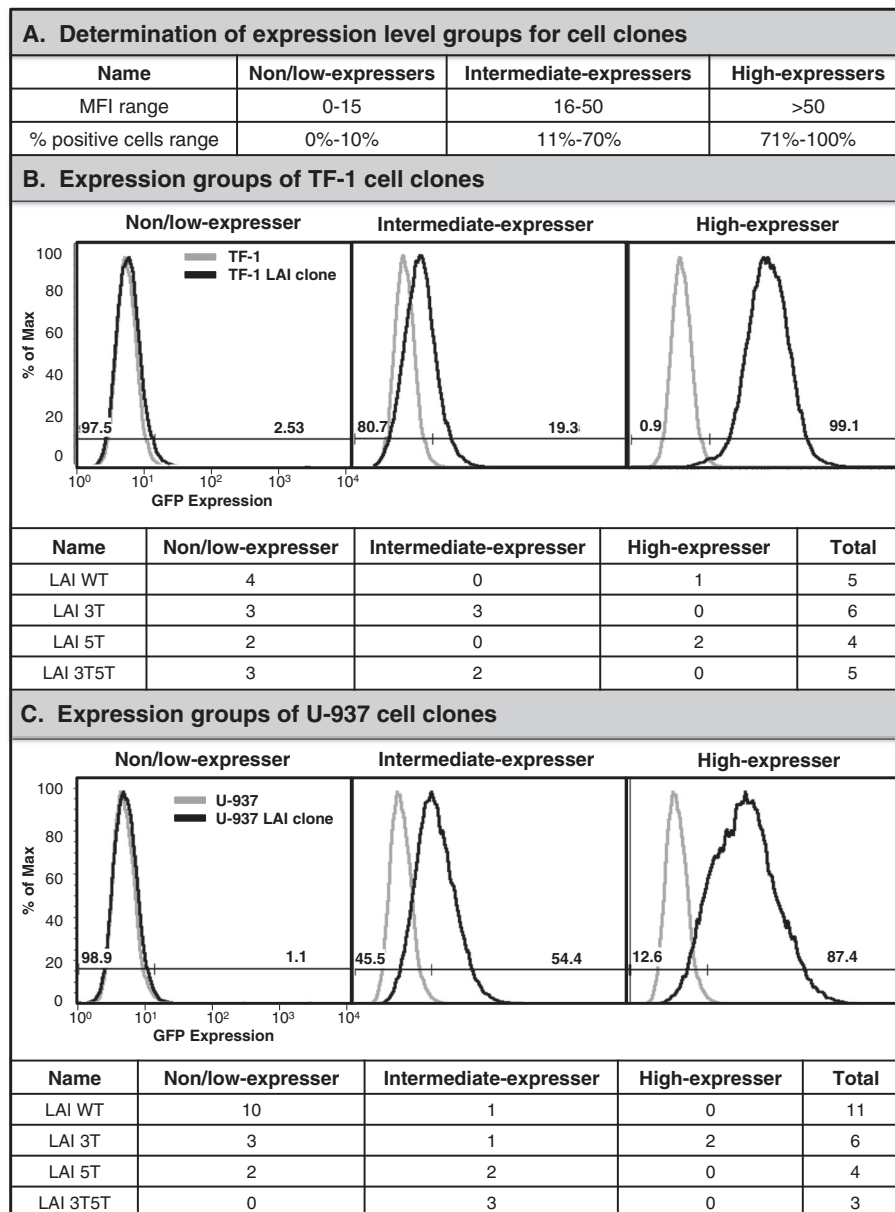 A. Determination of expression level groups for cell clones
Name Non/low-expressers Intermediate-expressers High-expressers
MFI range 0-15 16-50 >50
% positive cells range 0%-10% 11%-70% 71%-100%
B. Expression groups of TF-1 cell clones
Non/low-expresser Intermediate-expresser High-expresser
TF-1
TF-1 LAI clone
% of Max
100
80
60
40
20
0
97.5 2.53 80.7 19.3 0.9 99.1
10⁰ 10¹ 10² 10³ 10⁴
GFP Expression
Name Non/low-expresser Intermediate-expresser High-expresser Total
LAI WT 4 0 1 5
LAI 3T 3 3 0 6
LAI 5T 2 0 2 4
LAI 3T5T 3 2 0 5
C. Expression groups of U-937 cell clones
Non/low-expresser Intermediate-expresser High-expresser
U-937
U-937 LAI clone
% of Max
100
80
60
40
20
0
98.9 1.1 45.5 54.4 12.6 87.4
10⁰ 10¹ 10² 10³ 10⁴
GFP Expression
Name Non/low-expresser Intermediate-expresser High-expresser Total
LAI WT 10 1 0 11
LAI 3T 3 1 2 6
LAI 5T 2 2 0 4
LAI 3T5T 0 3 0 3